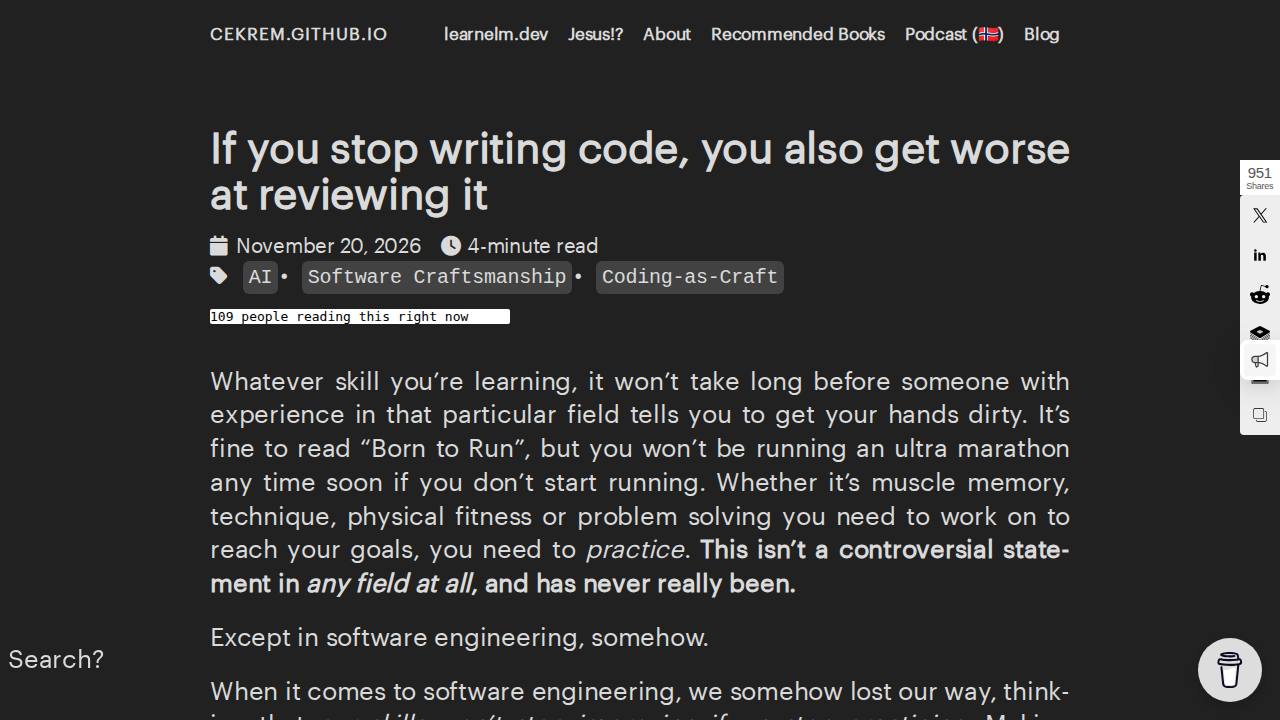 CEKREM.GITHUB.IO learnelm.dev Jesus!? About Recommended Books Podcast (🇳🇴) Blog
If you stop writing code, you also get worse
at reviewing it
November 20, 2026 4-minute read
AI • Software Craftsmanship • Coding-as-Craft
109 people reading this right now
951
Shares
Whatever skill you’re learning, it won’t take long before someone with
experience in that particular field tells you to get your hands dirty. It’s
fine to read “Born to Run”, but you won’t be running an ultra marathon
any time soon if you don’t start running. Whether it’s muscle memory,
technique, physical fitness or problem solving you need to work on to
reach your goals, you need to practice. This isn’t a controversial state-
ment in any field at all, and has never really been.
Except in software engineering, somehow.
Search?
When it comes to software engineering, we somehow lost our way, think-